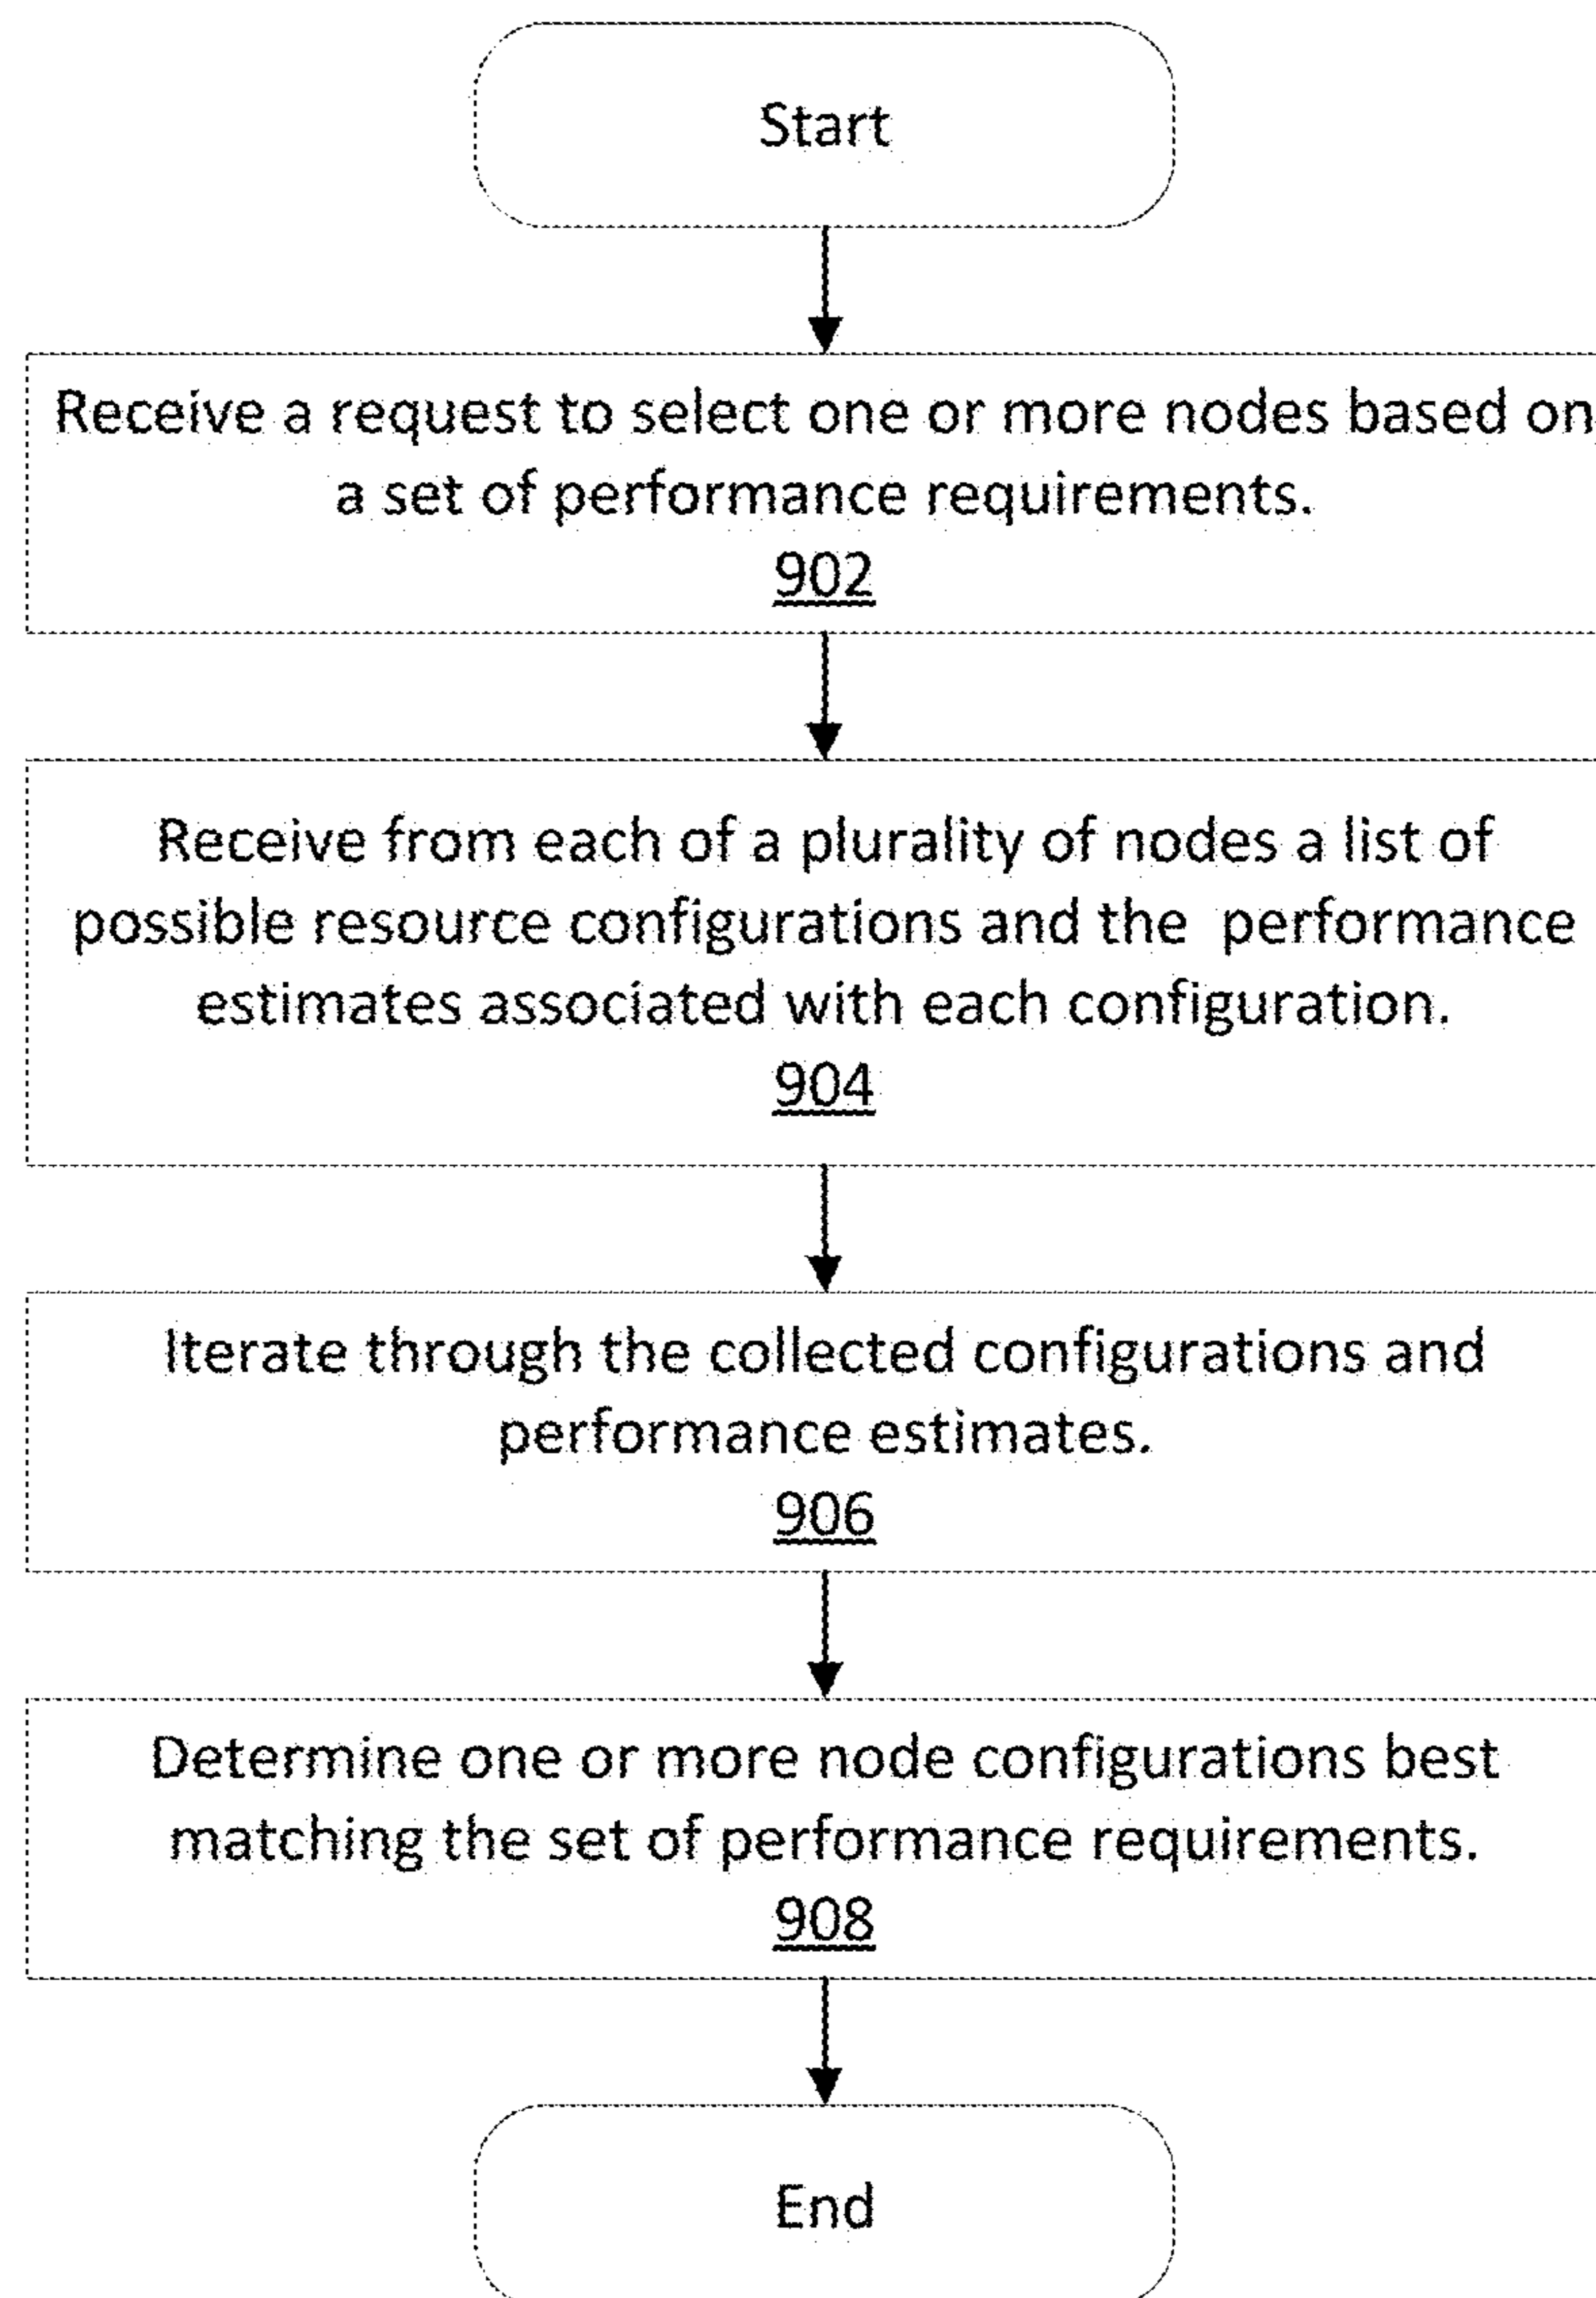 Start
Receive a request to select one or more nodes based on
a set of performance requirements.
902
Receive from each of a plurality of nodes a list of
possible resource configurations and the performance
estimates associated with each configuration.
904
Iterate through the collected configurations and
performance estimates.
906
Determine one or more node configurations best
matching the set of performance requirements.
908
End